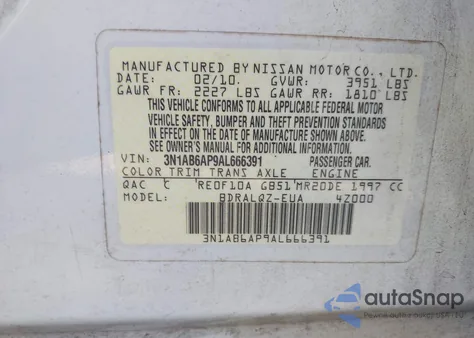 MANUFACTURED BY NISSAN MOTOR CO., LTD.
DATE: 02/10. GVWR: 3951 LBS
GAWR FR: 2227 LBS GAWR RR: 1810 LBS
THIS VEHICLE CONFORMS TO ALL APPLICABLE FEDERAL MOTOR
VEHICLE SAFETY, BUMPER AND THEFT PREVENTION STANDARDS
IN EFFECT ON THE DATE OF MANUFACTURE SHOWN ABOVE.
SEE OWNER'S MANUAL FOR ADDITIONAL INFORMATION
VIN: 3N1AB6AP9AL666391 PASSENGER CAR.
COLOR TRIM TRANS AXLE ENGINE
QAC C RE0F10A GB51 MR20DE 1997 CC
MODEL: BDRALQZ-EUA 4Z000
3N1AB6AP9AL666391
autoSnap